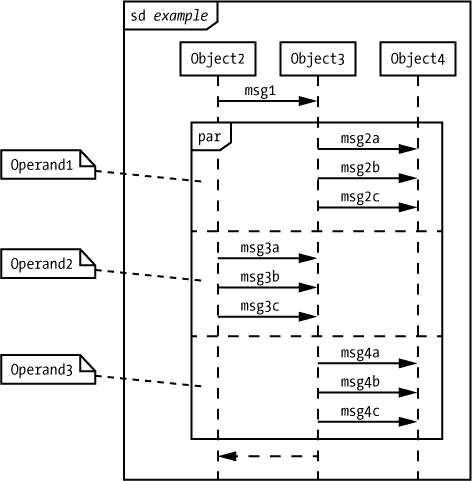 sd example
Object2 Object3 Object4
msg1
par
msg2a
Operand1
msg2b
msg2c
Operand2
msg3a
msg3b
msg3c
Operand3
msg4a
msg4b
msg4c